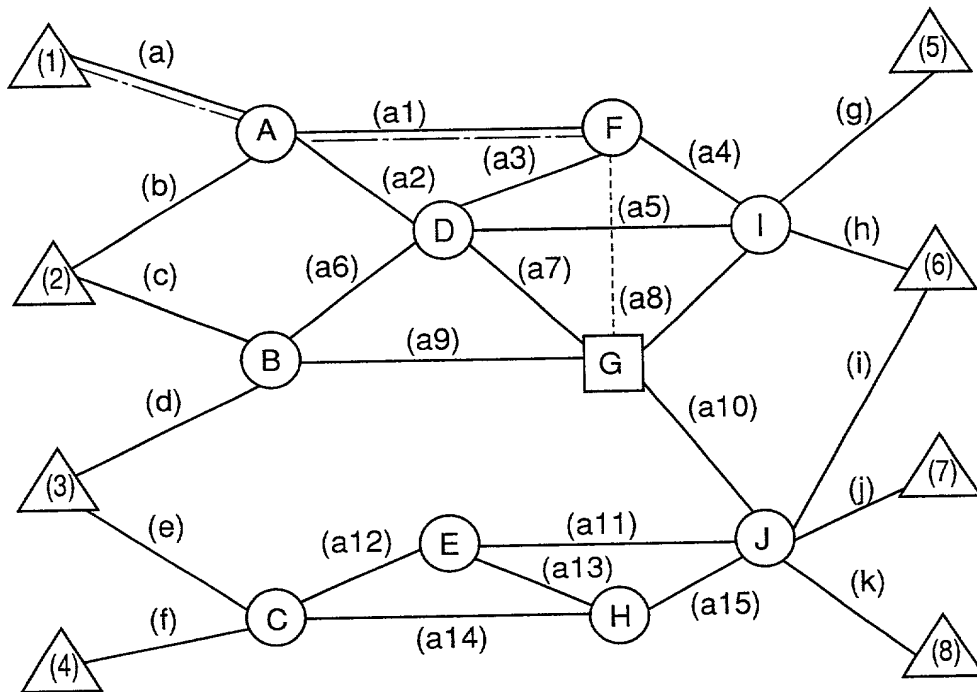 (1) (a) (5)
A (a1) F (g)
(a3) (a4)
(b) (a2) (a5) I (h)
D
(2) (c) (a6) (a7) (a8) (6)
B (a9) G (i)
(d) (a10)
(3) (j) (7)
(e) (a12) E (a11) J
(a13) (k)
(f) C (a14) H (a15)
(4) (8)